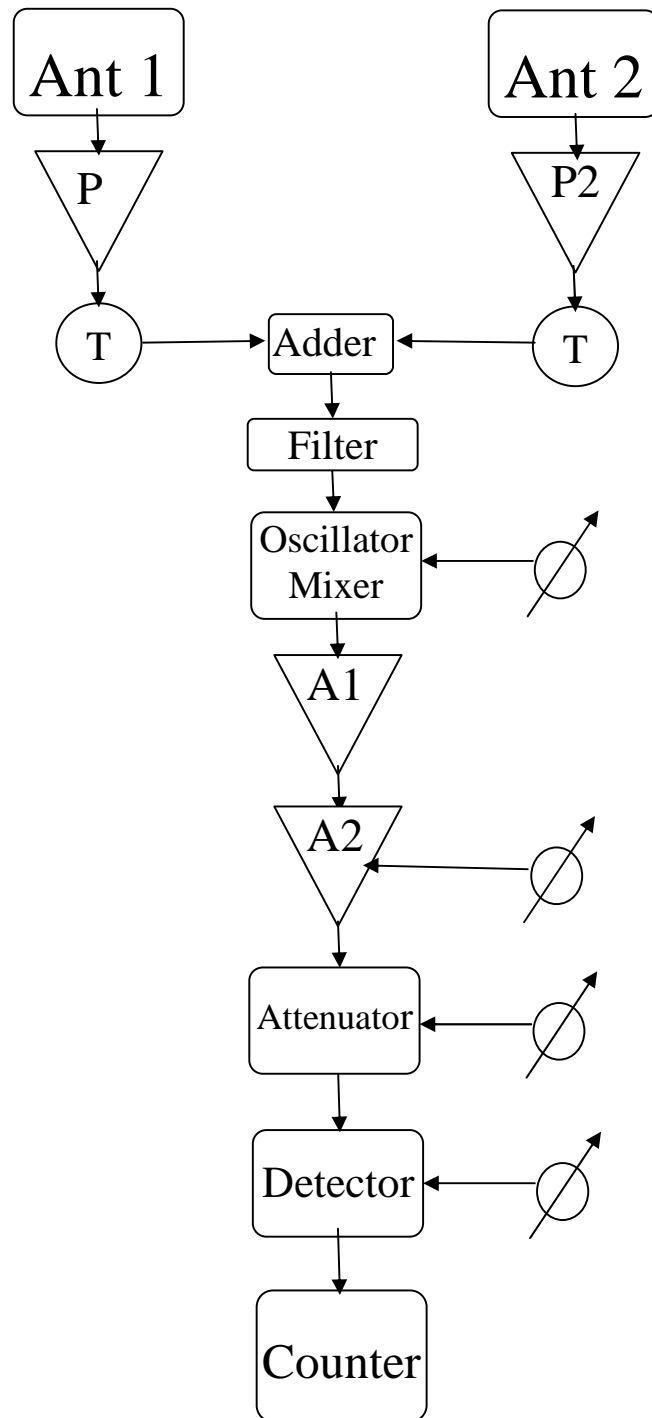 Ant 1
Ant 2
P
P2
T
Adder
T
Filter
Oscillator
Mixer
A1
A2
Attenuator
Detector
Counter